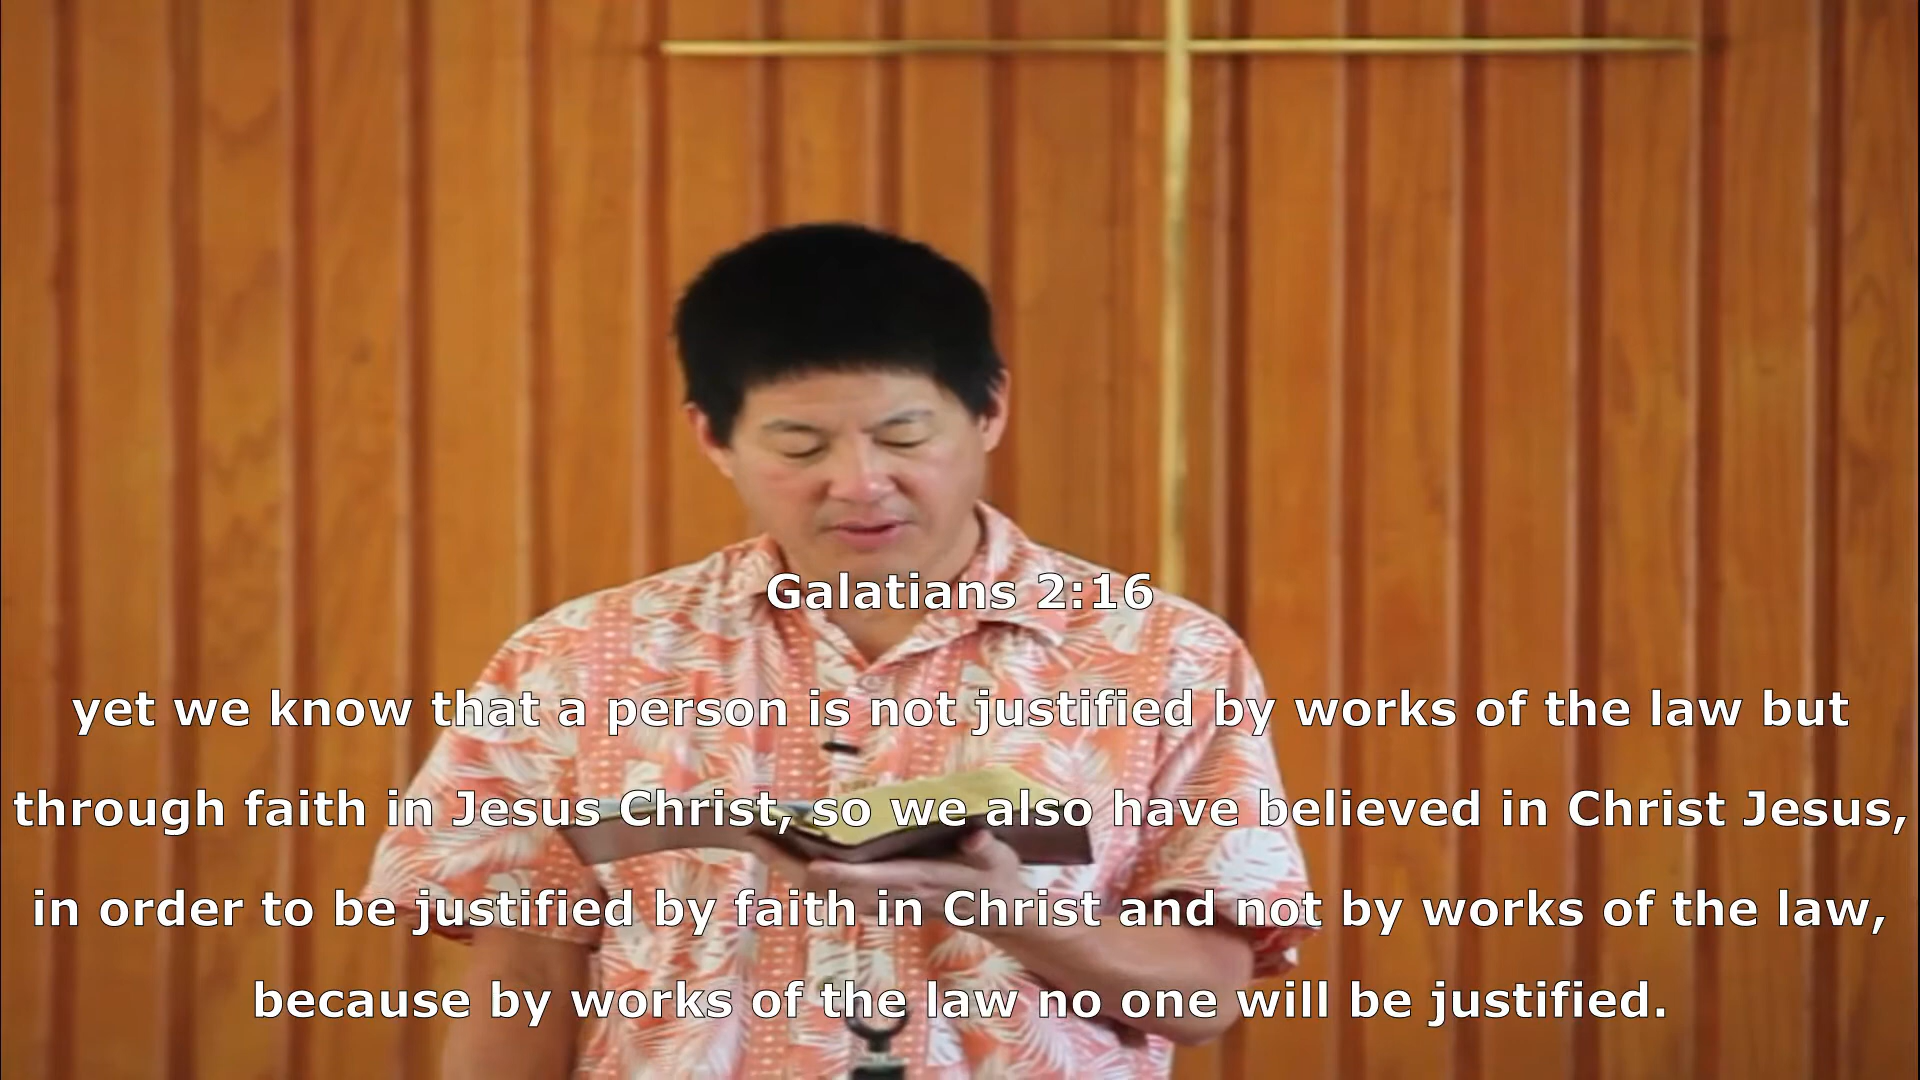 Galatians 2:16
yet we know that a person is not justified by works of the law but
through faith in Jesus Christ, so we also have believed in Christ Jesus,
in order to be justified by faith in Christ and not by works of the law,
because by works of the law no one will be justified.